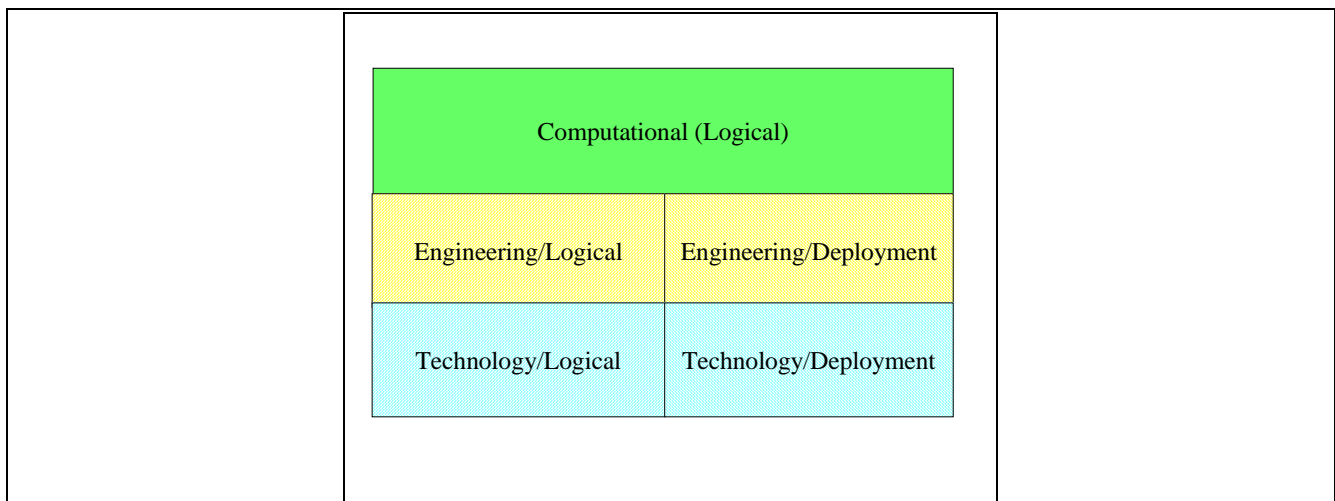 Computational (Logical)
Engineering/Logical
Engineering/Deployment
Technology/Logical
Technology/Deployment